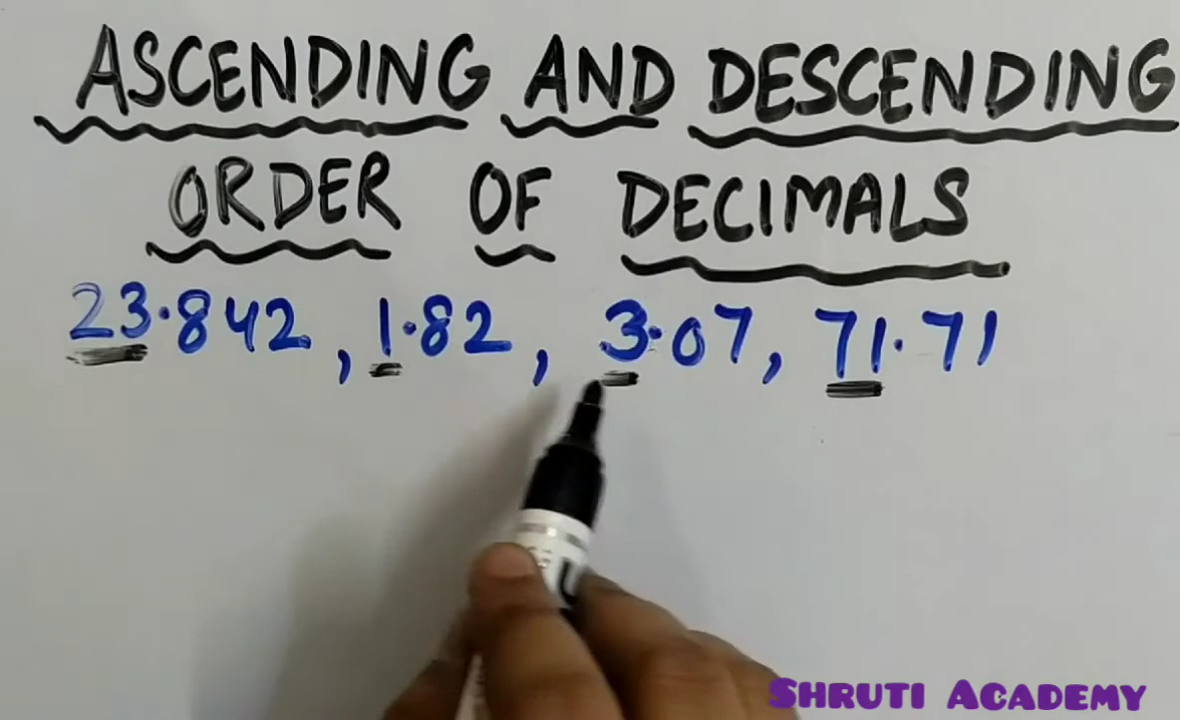 ASCENDING AND DESCENDING
ORDER OF DECIMALS
23.842, 1.82, 3.07, 71.71
SHRUTI ACADEMY